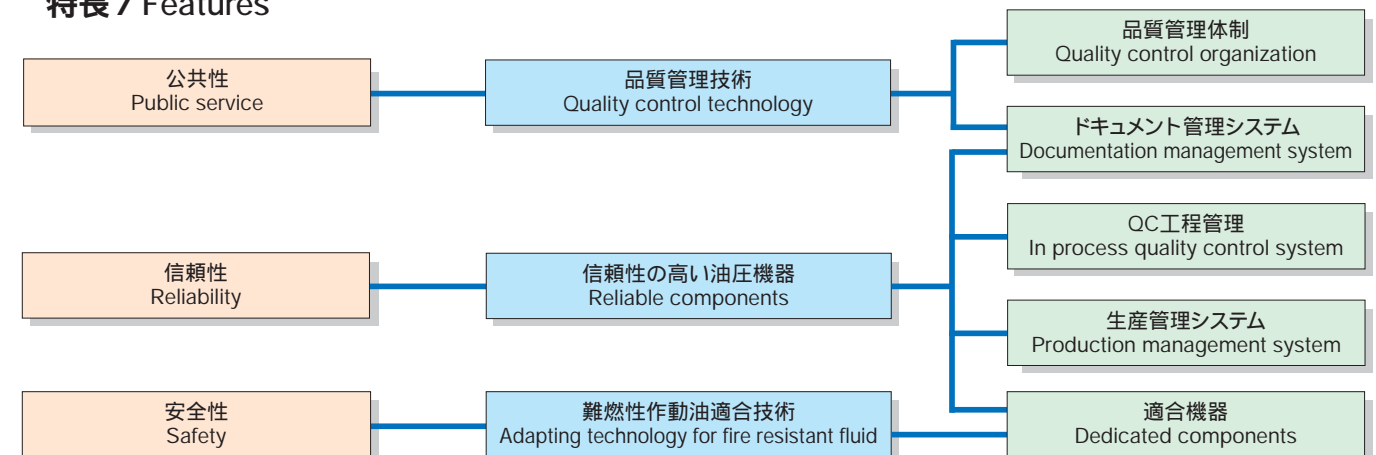 特長 / Features
公共性
Public service
品質管理技術
Quality control technology
品質管理体制
Quality control organization
ドキュメント管理システム
Documentation management system
QC工程管理
In process quality control system
信頼性
Reliability
信頼性の高い油圧機器
Reliable components
生産管理システム
Production management system
安全性
Safety
難燃性作動油適合技術
Adapting technology for fire resistant fluid
適合機器
Dedicated components